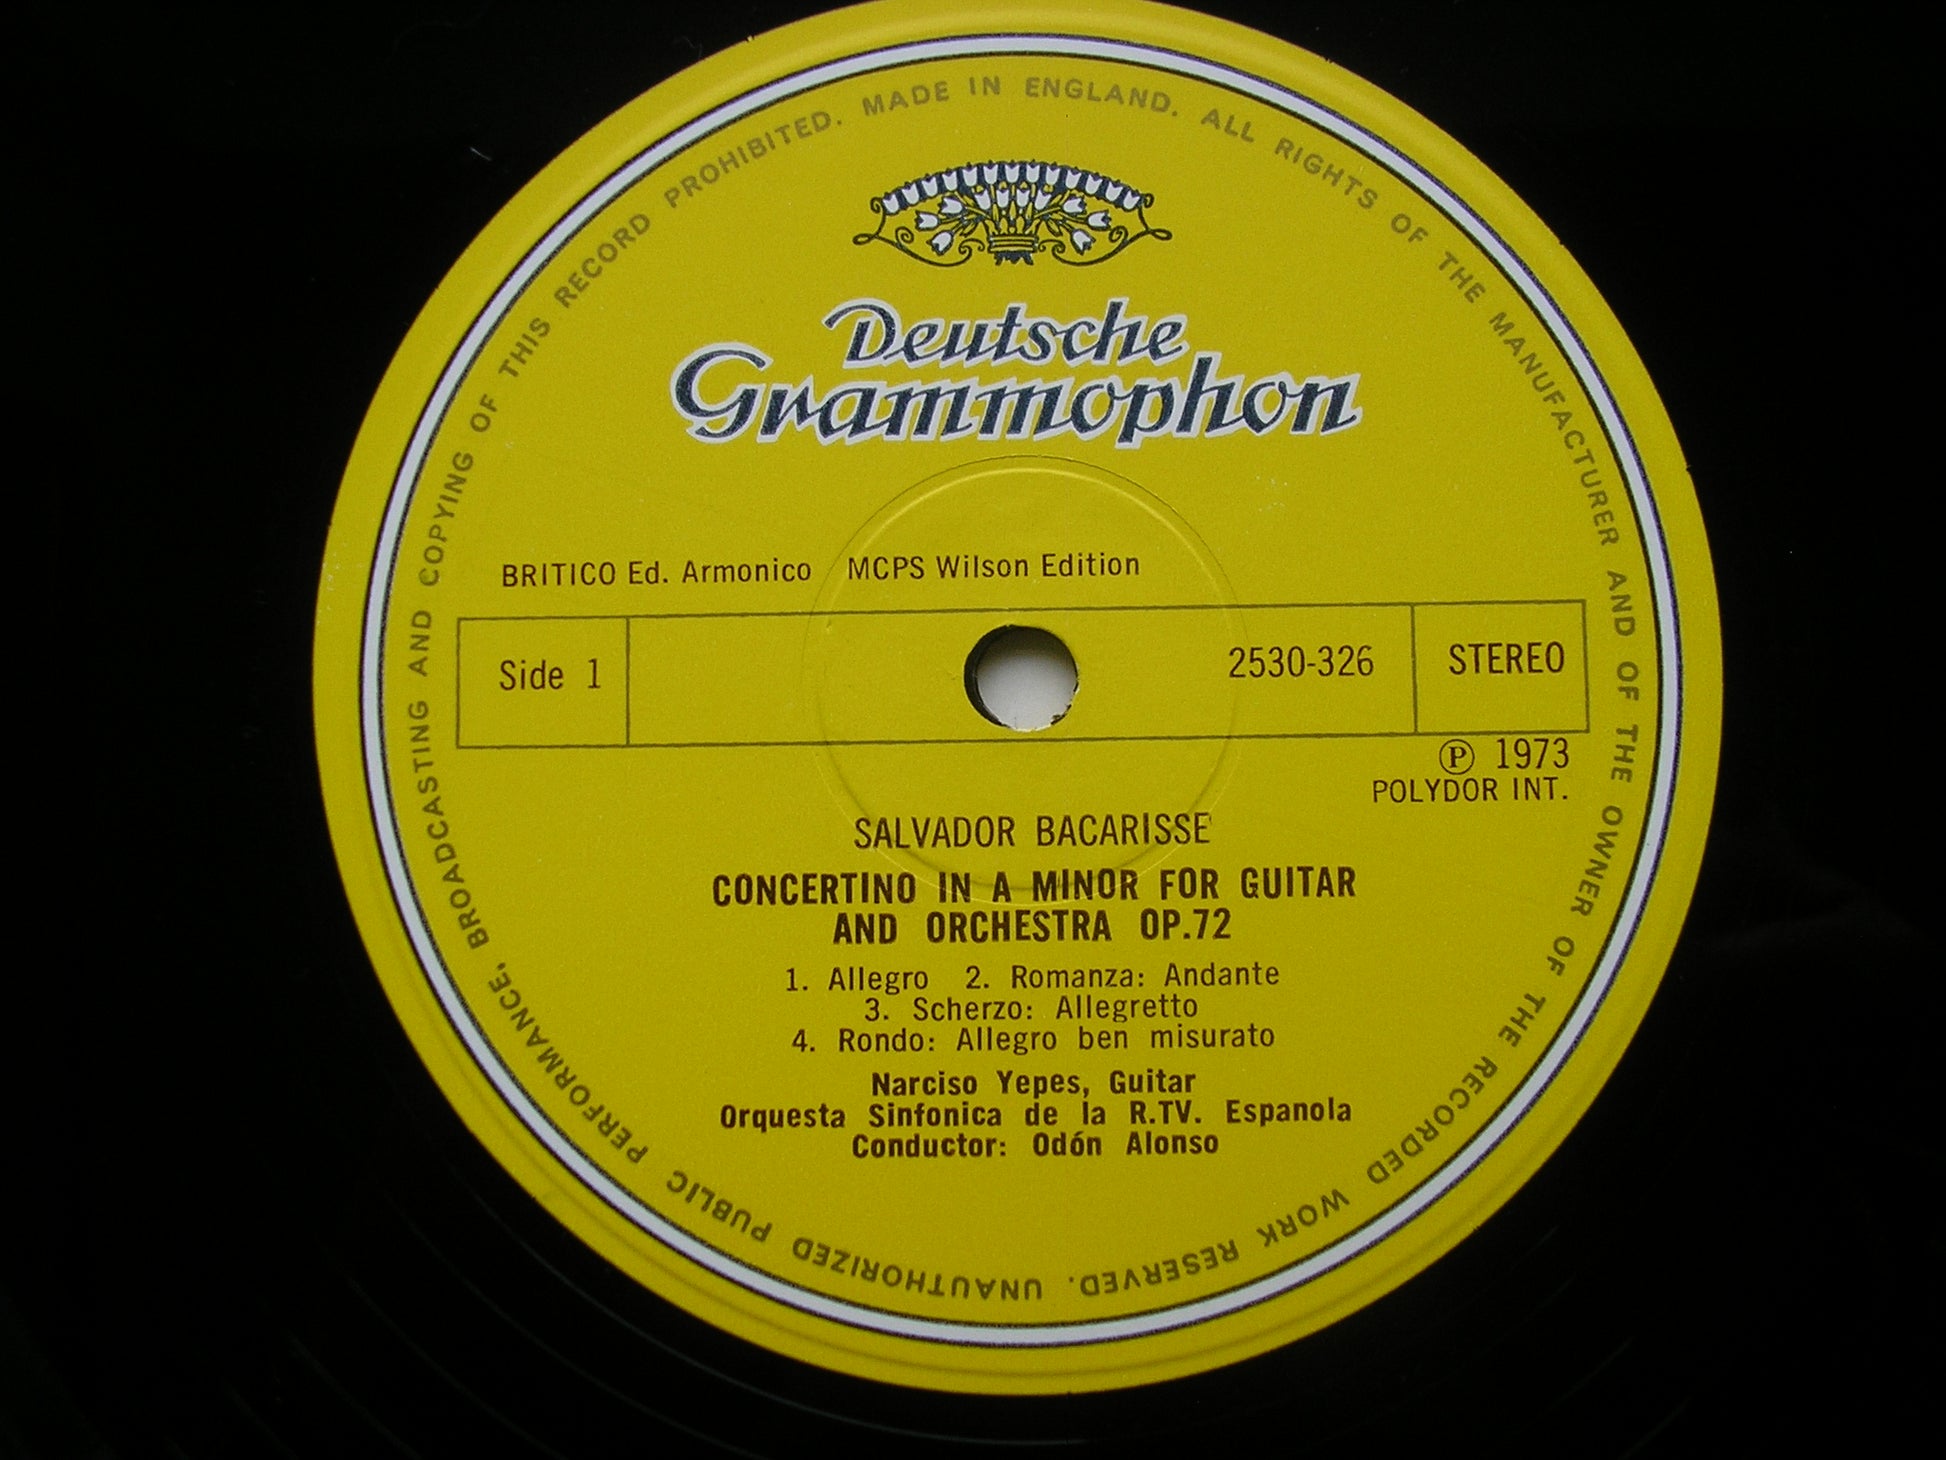 MADE IN ENGLAND. ALL RIGHTS OF THE MANUFACTURER AND OF THE OWNER OF THE RECORDED WORK RESERVED. UNAUTHORIZED PUBLIC PERFORMANCE, BROADCASTING AND COPYING OF THIS RECORD PROHIBITED.
Deutsche
Grammophon
BRITICO Ed. Armonico MCPS Wilson Edition
Side 1 2530-326 STEREO
Ⓟ 1973
POLYDOR INT.
SALVADOR BACARISSE
CONCERTINO IN A MINOR FOR GUITAR
AND ORCHESTRA OP.72
1. Allegro 2. Romanza: Andante
3. Scherzo: Allegretto
4. Rondo: Allegro ben misurato
Narciso Yepes, Guitar
Orquesta Sinfonica de la R.TV. Espanola
Conductor: Odón Alonso